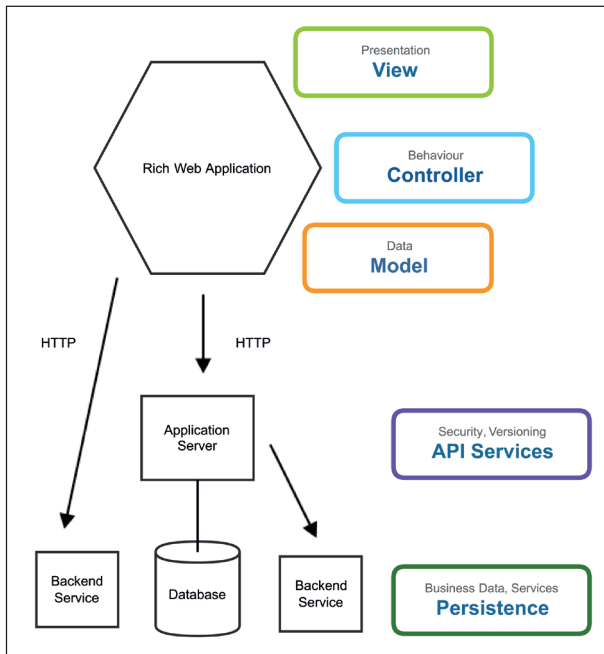 Presentation
View
Rich Web Application
Behaviour
Controller
Data
Model
HTTP
HTTP
Application
Server
Security, Versioning
API Services
Backend
Service
Database
Backend
Service
Business Data, Services
Persistence